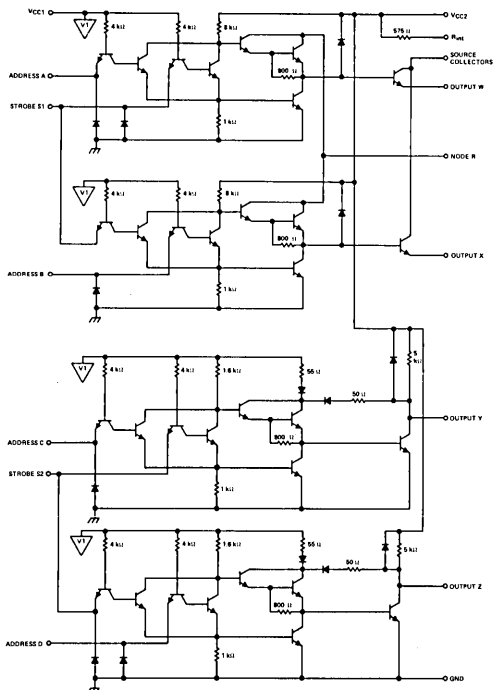 VCC1
V1
4 kΩ
4 kΩ
8 kΩ
VCC2
575 Ω
Rint
SOURCE
COLLECTORS
ADDRESS A
800 Ω
OUTPUT W
STROBE S1
1 kΩ
NODE R
V1
4 kΩ
4 kΩ
8 kΩ
800 Ω
OUTPUT X
ADDRESS B
1 kΩ
V1
4 kΩ
4 kΩ
1.6 kΩ
55 Ω
5
kΩ
50 Ω
OUTPUT Y
ADDRESS C
800 Ω
STROBE S2
1 kΩ
V1
4 kΩ
4 kΩ
1.6 kΩ
55 Ω
5 kΩ
50 Ω
OUTPUT Z
800 Ω
ADDRESS D
1 kΩ
GND